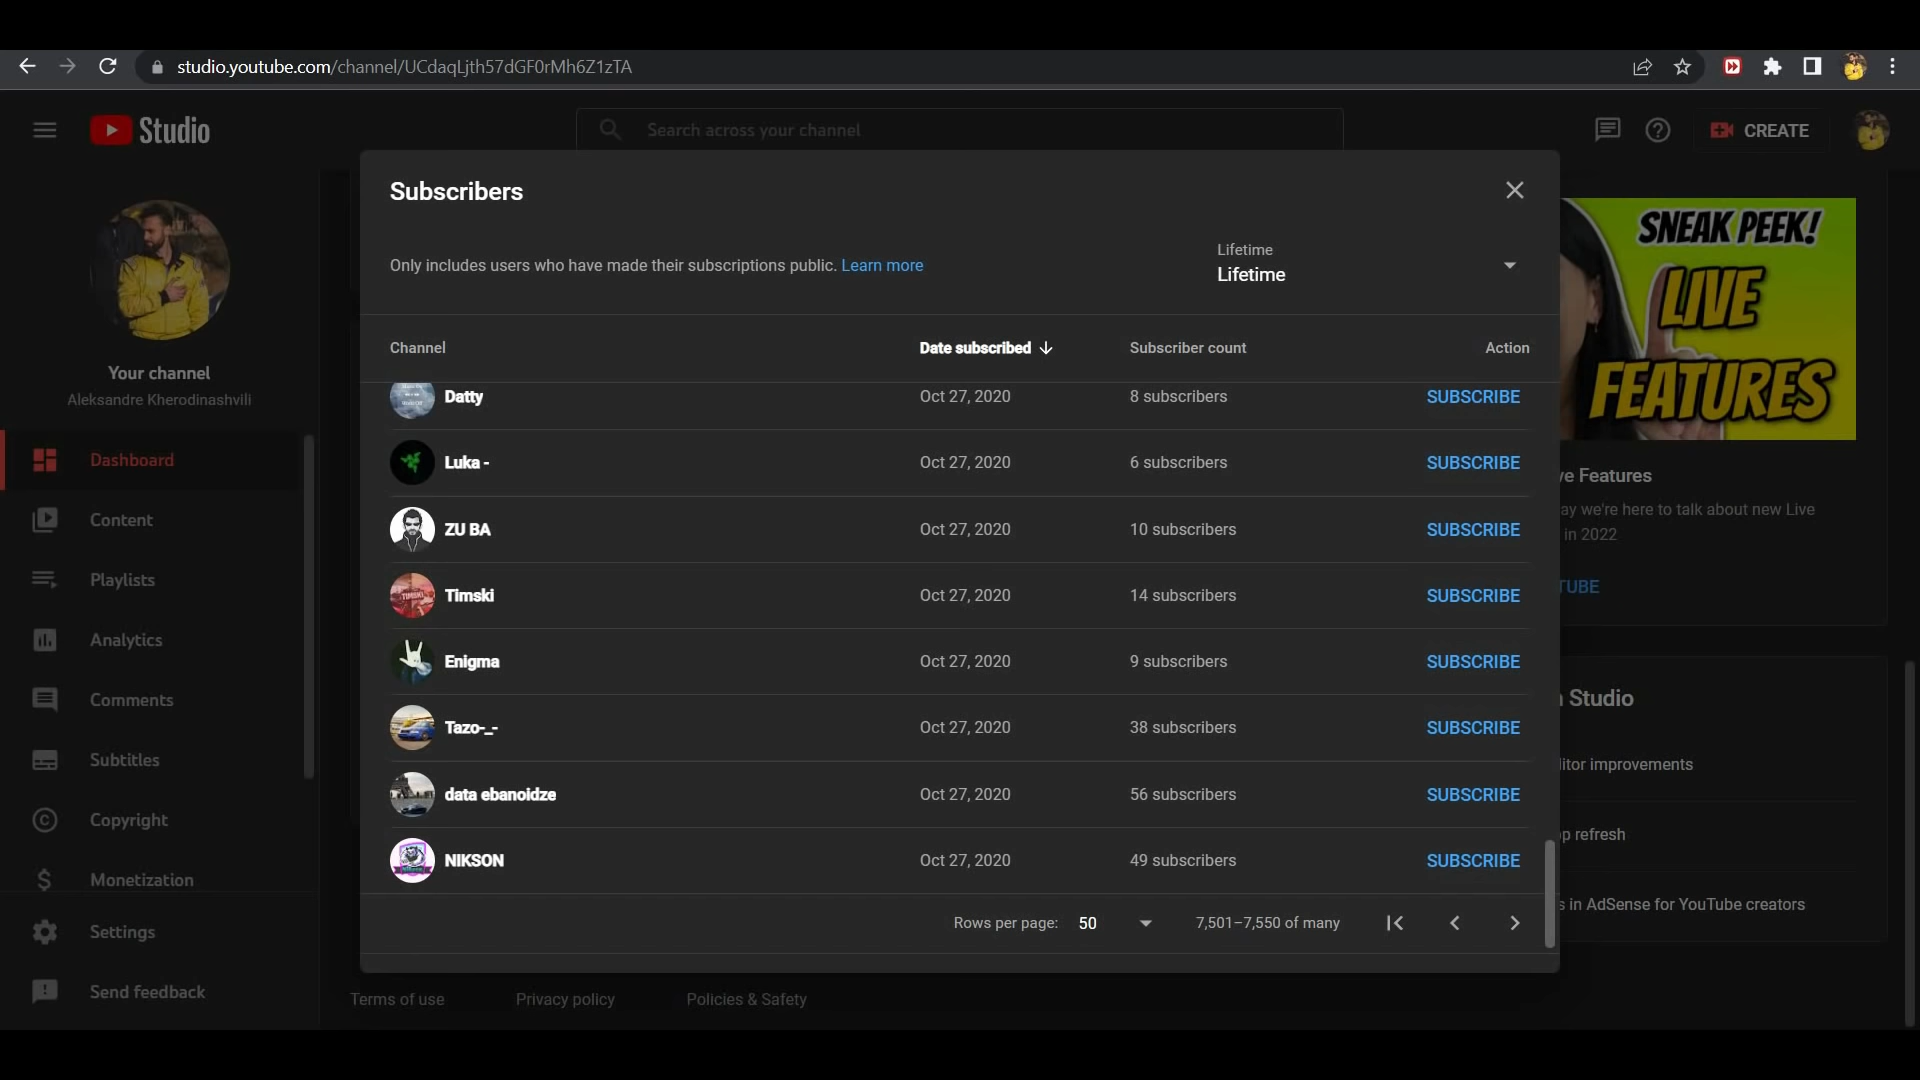 studio.youtube.com/channel/UCdaqLjth57dGF0rMh6Z1zTA
Studio
Search across your channel
CREATE
Your channel
Aleksandre Kherodinashvili
Dashboard
Content
Playlists
Analytics
Comments
Subtitles
Copyright
Monetization
Settings
Send feedback
Subscribers
Only includes users who have made their subscriptions public. Learn more
Lifetime
Lifetime
Channel Date subscribed Subscriber count Action
Datty Oct 27, 2020 8 subscribers SUBSCRIBE
Luka - Oct 27, 2020 6 subscribers SUBSCRIBE
ZU BA Oct 27, 2020 10 subscribers SUBSCRIBE
TIMSKI
Timski Oct 27, 2020 14 subscribers SUBSCRIBE
Enigma Oct 27, 2020 9 subscribers SUBSCRIBE
Tazo-_- Oct 27, 2020 38 subscribers SUBSCRIBE
data ebanoidze Oct 27, 2020 56 subscribers SUBSCRIBE
NIKSON Oct 27, 2020 49 subscribers SUBSCRIBE
Rows per page: 50 7,501–7,550 of many
SNEAK PEEK!
LIVE
FEATURES
ve Features
ay we're here to talk about new Live
in 2022
TUBE
Studio
itor improvements
p refresh
s in AdSense for YouTube creators
Terms of use Privacy policy Policies & Safety